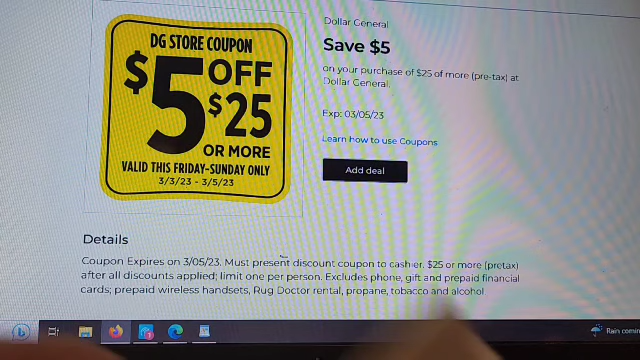 DG STORE COUPON
$5 OFF
$25
OR MORE
VALID THIS FRIDAY-SUNDAY ONLY
3/3/23 - 3/5/23
Dollar General
Save $5
on your purchase of $25 of more (pre-tax) at
Dollar General.
Exp: 03/05/23
Learn how to use Coupons
Add deal
Details
Coupon Expires on 3/05/23. Must present discount coupon to cashier. $25 or more (pretax)
after all discounts applied; limit one per person. Excludes phone, gift and prepaid financial
cards; prepaid wireless handsets, Rug Doctor rental, propane, tobacco and alcohol
Rain comin